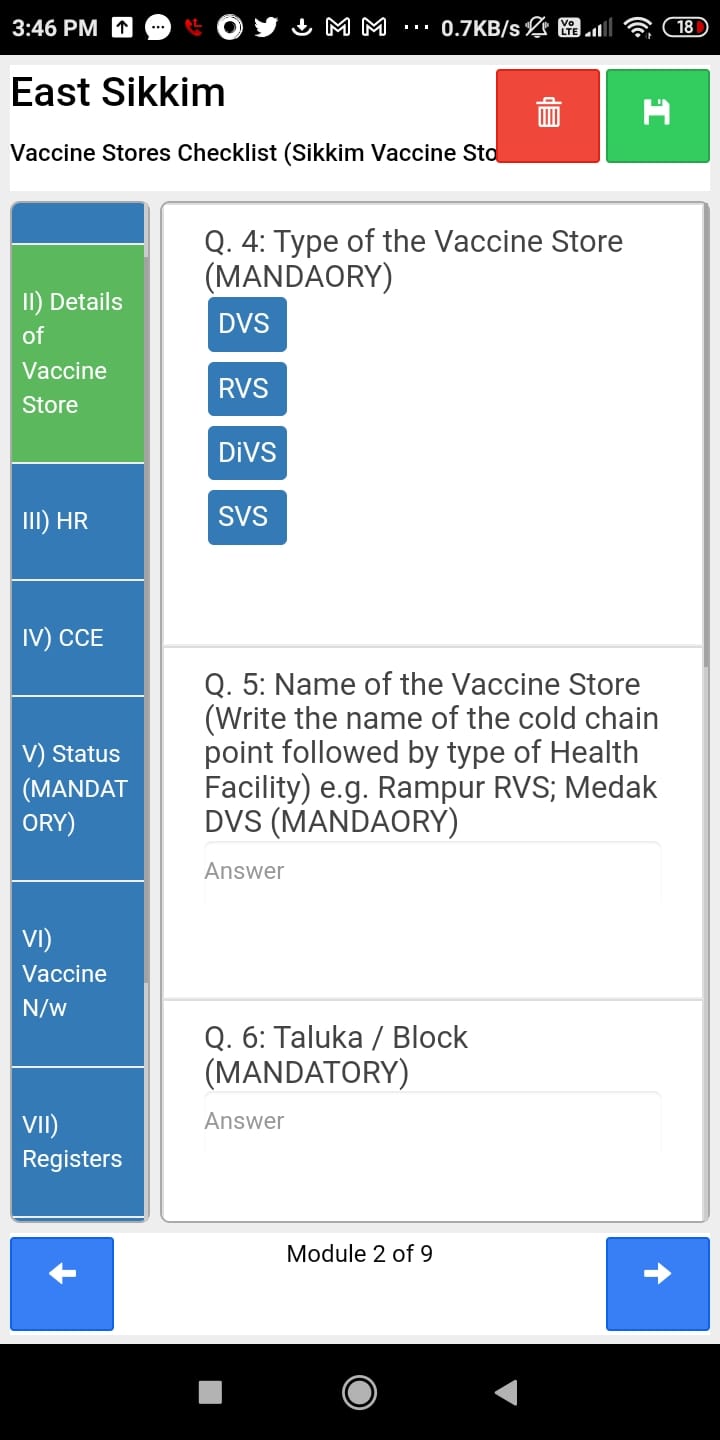 3:46 PM
0.7KB/s
Vo
LTE
18
East Sikkim
Vaccine Stores Checklist (Sikkim Vaccine Sto
II) Details
of
Vaccine
Store
III) HR
IV) CCE
V) Status
(MANDAT
ORY)
VI)
Vaccine
N/w
VII)
Registers
Q. 4: Type of the Vaccine Store
(MANDAORY)
DVS
RVS
DiVS
SVS
Q. 5: Name of the Vaccine Store
(Write the name of the cold chain
point followed by type of Health
Facility) e.g. Rampur RVS; Medak
DVS (MANDAORY)
Answer
Q. 6: Taluka / Block
(MANDATORY)
Answer
Module 2 of 9